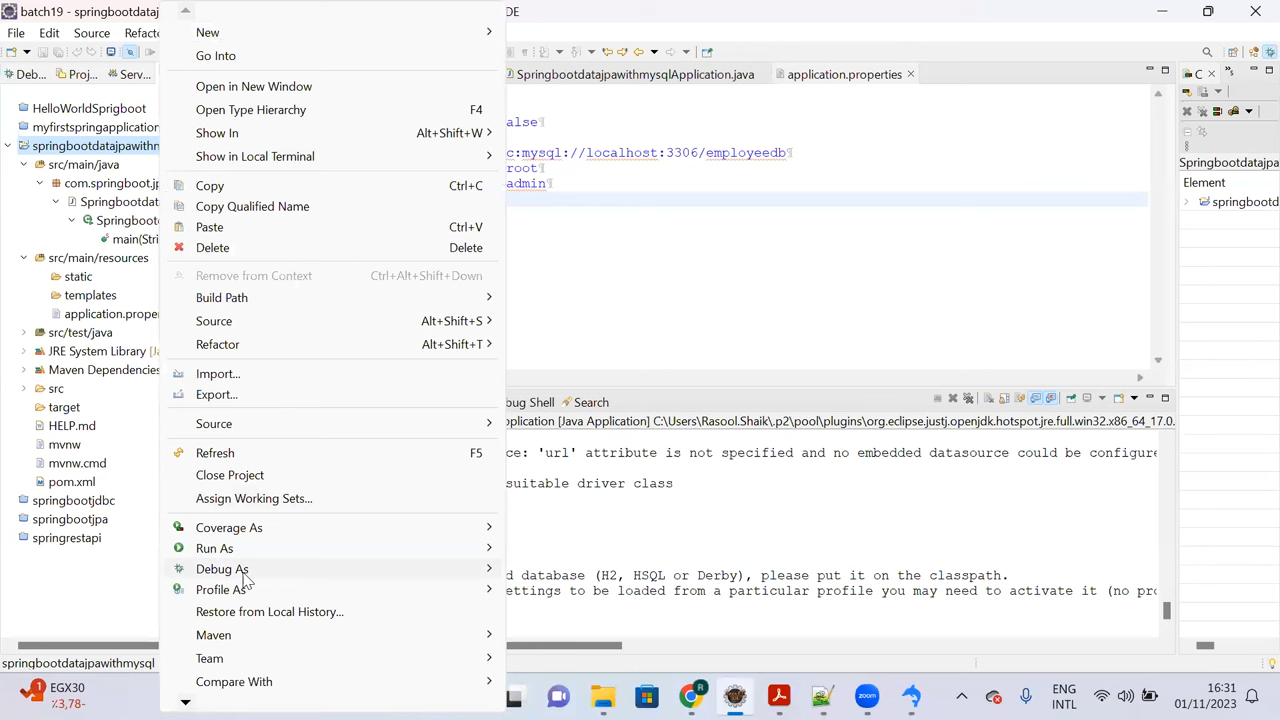 batch19 - springbootdatajpa
DE
File Edit Source Refacto
Deb... Proj... Serv...
SpringbootdatajpawithmysqlApplication.java
application.properties
C
HelloWorldSprigboot
myfirstspringapplication
springbootdatajpawithm
src/main/java
com.springboot.jp
Springbootda
Springboot
main(Stri
src/main/resources
static
templates
application.prope
src/test/java
JRE System Library [Ja
Maven Dependencies
src
target
HELP.md
mvnw
mvnw.cmd
pom.xml
springbootjdbc
springbootjpa
springrestapi
New
Go Into
Open in New Window
Open Type Hierarchy F4
Show In Alt+Shift+W
Show in Local Terminal
Copy Ctrl+C
Copy Qualified Name
Paste Ctrl+V
Delete Delete
Remove from Context Ctrl+Alt+Shift+Down
Build Path
Source Alt+Shift+S
Refactor Alt+Shift+T
Import...
Export...
Source
Refresh F5
Close Project
Assign Working Sets...
Coverage As
Run As
Debug As
Profile As
Restore from Local History...
Maven
Team
Compare With
alse
c:mysql://localhost:3306/employeedb
root
admin
Springbootdatajpa
Element
springbootd
bug Shell Search
pplication [Java Application] C:\Users\Rasool.Shaik\.p2\pool\plugins\org.eclipse.justj.openjdk.hotspot.jre.full.win32.x86_64_17.0.
ce: 'url' attribute is not specified and no embedded datasource could be configure
suitable driver class
d database (H2, HSQL or Derby), please put it on the classpath.
ettings to be loaded from a particular profile you may need to activate it (no pro
springbootdatajpawithmysql
1
EGX30
٪3,78-
R
zoom
ENG
INTL
16:31
01/11/2023